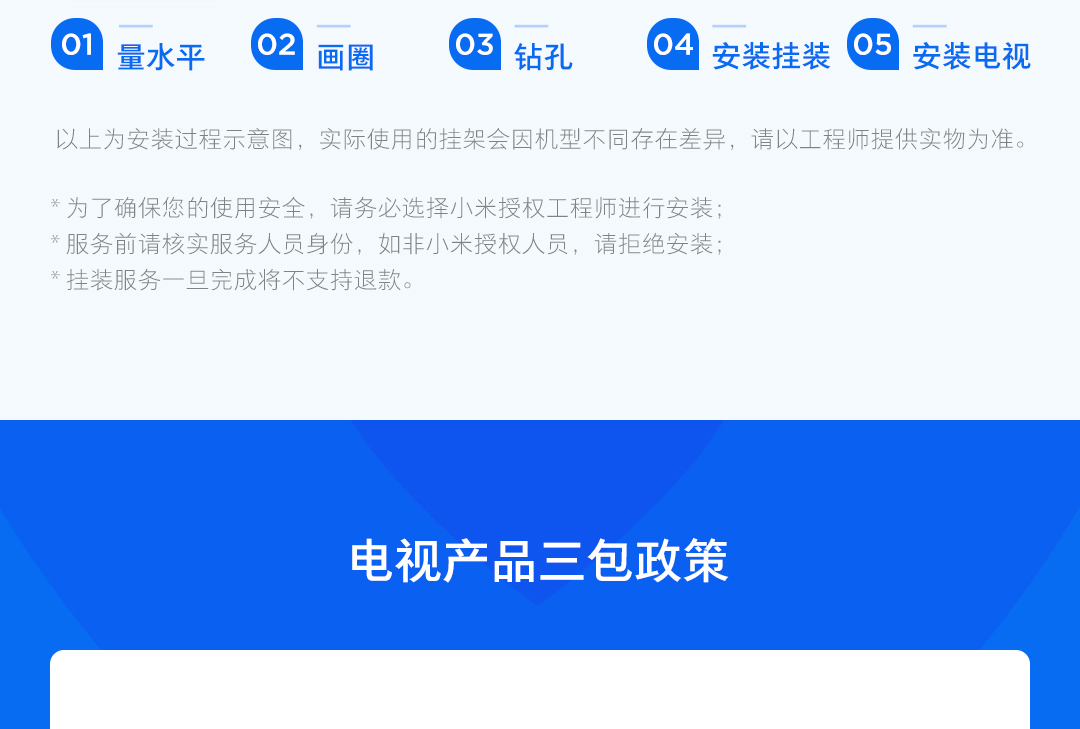 01 量水平 02 画圈 03 钻孔 04 安装挂装 05 安装电视
以上为安装过程示意图，实际使用的挂架会因机型不同存在差异，请以工程师提供实物为准。
* 为了确保您的使用安全，请务必选择小米授权工程师进行安装；
* 服务前请核实服务人员身份，如非小米授权人员，请拒绝安装；
* 挂装服务一旦完成将不支持退款。
电视产品三包政策